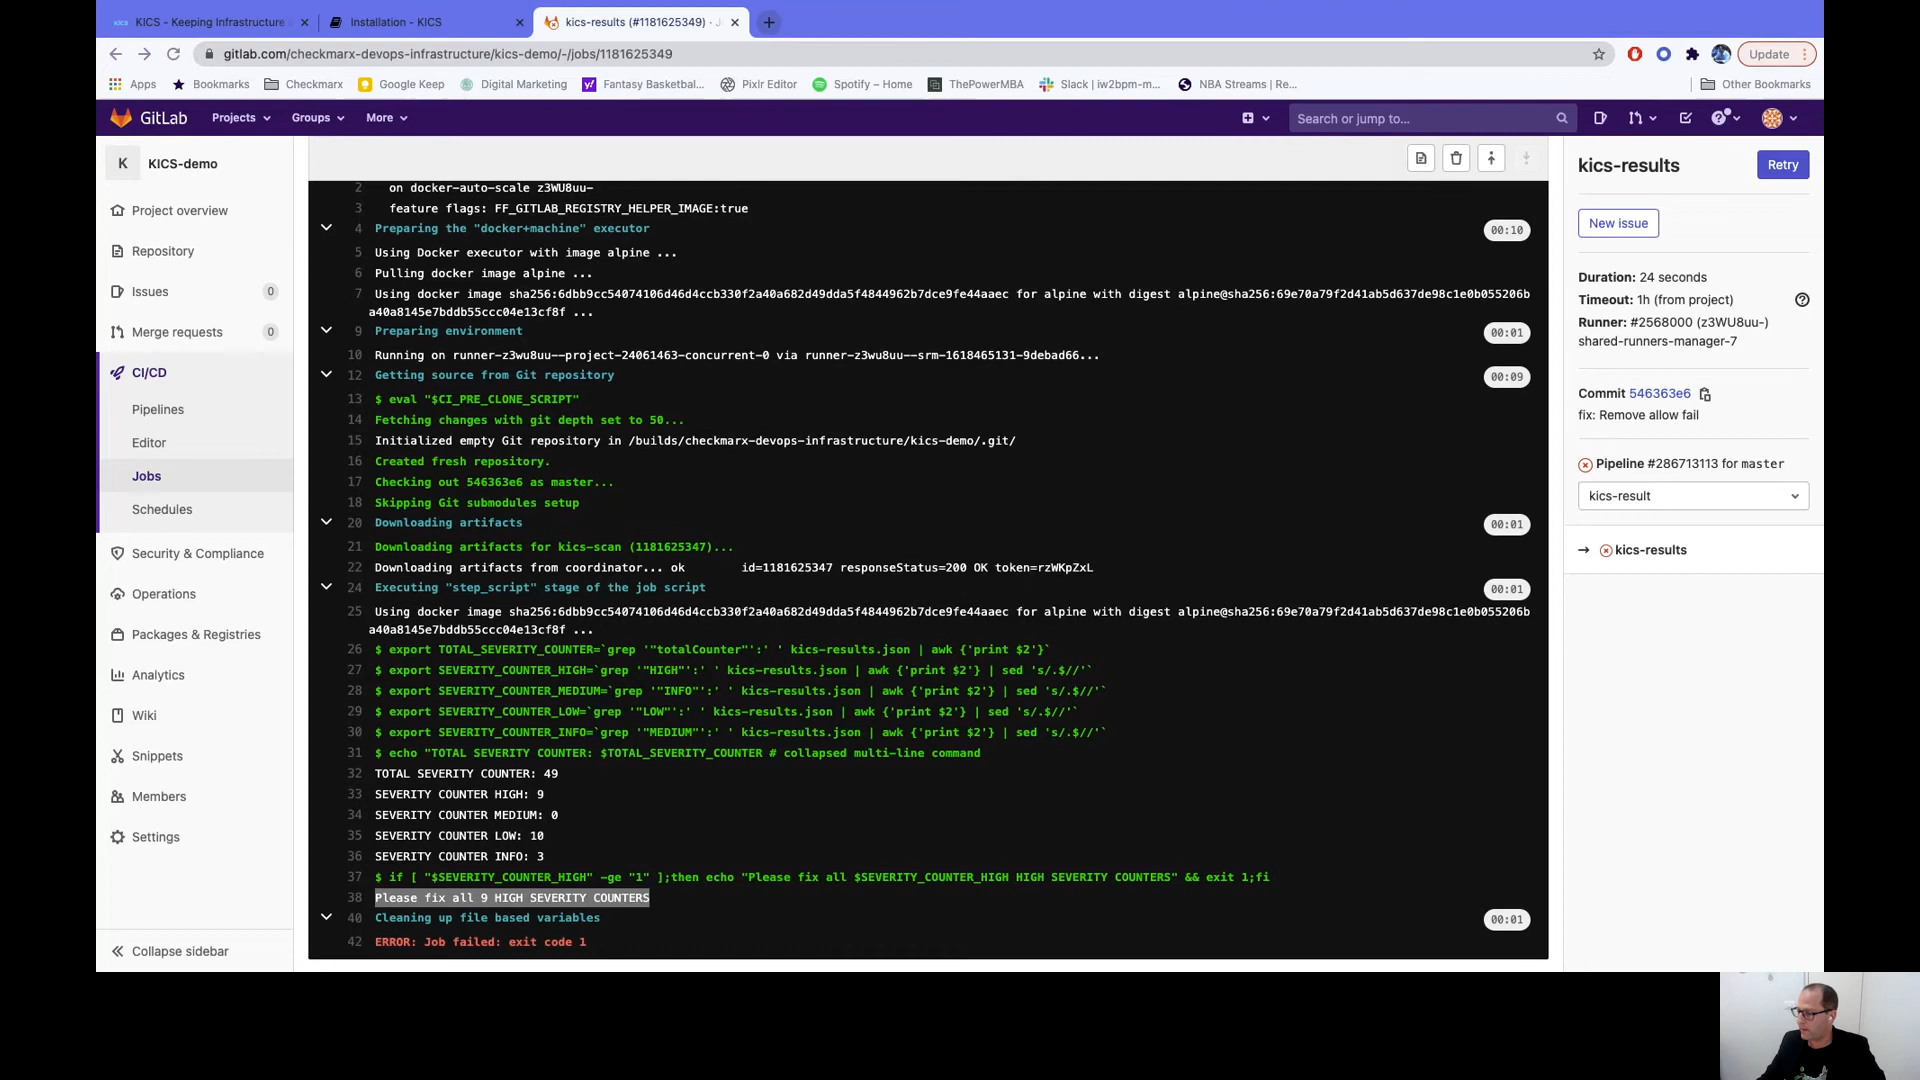 KICS - Keeping Infrastructure
Installation - KICS
kics-results (#1181625349) · J
gitlab.com/checkmarx-devops-infrastructure/kics-demo/-/jobs/1181625349
Update
Apps
Bookmarks
Checkmarx
Google Keep
Digital Marketing
Fantasy Basketbal...
Pixlr Editor
Spotify – Home
ThePowerMBA
Slack | iw2bpm-m...
NBA Streams | Re...
Other Bookmarks
GitLab
Projects
Groups
More
Search or jump to...
K
KICS-demo
Project overview
Repository
Issues 0
Merge requests 0
CI/CD
Pipelines
Editor
Jobs
Schedules
Security & Compliance
Operations
Packages & Registries
Analytics
Wiki
Snippets
Members
Settings
Collapse sidebar
2 on docker-auto-scale z3WU8uu-
3 feature flags: FF_GITLAB_REGISTRY_HELPER_IMAGE:true
4 Preparing the "docker+machine" executor 00:10
5 Using Docker executor with image alpine ...
6 Pulling docker image alpine ...
7 Using docker image sha256:6dbb9cc54074106d46d4ccb330f2a40a682d49dda5f4844962b7dce9fe44aaec for alpine with digest alpine@sha256:69e70a79f2d41ab5d637de98c1e0b055206b
a40a8145e7bddb55ccc04e13cf8f ...
9 Preparing environment 00:01
10 Running on runner-z3wu8uu--project-24061463-concurrent-0 via runner-z3wu8uu--srm-1618465131-9debad66...
12 Getting source from Git repository 00:09
13 $ eval "$CI_PRE_CLONE_SCRIPT"
14 Fetching changes with git depth set to 50...
15 Initialized empty Git repository in /builds/checkmarx-devops-infrastructure/kics-demo/.git/
16 Created fresh repository.
17 Checking out 546363e6 as master...
18 Skipping Git submodules setup
20 Downloading artifacts 00:01
21 Downloading artifacts for kics-scan (1181625347)...
22 Downloading artifacts from coordinator... ok id=1181625347 responseStatus=200 OK token=rzWKpZxL
24 Executing "step_script" stage of the job script 00:01
25 Using docker image sha256:6dbb9cc54074106d46d4ccb330f2a40a682d49dda5f4844962b7dce9fe44aaec for alpine with digest alpine@sha256:69e70a79f2d41ab5d637de98c1e0b055206b
a40a8145e7bddb55ccc04e13cf8f ...
26 $ export TOTAL_SEVERITY_COUNTER=`grep '"totalCounter"':' ' kics-results.json | awk {'print $2'}`
27 $ export SEVERITY_COUNTER_HIGH=`grep '"HIGH"':' ' kics-results.json | awk {'print $2'} | sed 's/.$//'`
28 $ export SEVERITY_COUNTER_MEDIUM=`grep '"INFO"':' ' kics-results.json | awk {'print $2'} | sed 's/.$//'`
29 $ export SEVERITY_COUNTER_LOW=`grep '"LOW"':' ' kics-results.json | awk {'print $2'} | sed 's/.$//'`
30 $ export SEVERITY_COUNTER_INFO=`grep '"MEDIUM"':' ' kics-results.json | awk {'print $2'} | sed 's/.$//'`
31 $ echo "TOTAL SEVERITY COUNTER: $TOTAL_SEVERITY_COUNTER # collapsed multi-line command
32 TOTAL SEVERITY COUNTER: 49
33 SEVERITY COUNTER HIGH: 9
34 SEVERITY COUNTER MEDIUM: 0
35 SEVERITY COUNTER LOW: 10
36 SEVERITY COUNTER INFO: 3
37 $ if [ "$SEVERITY_COUNTER_HIGH" -ge "1" ];then echo "Please fix all $SEVERITY_COUNTER_HIGH HIGH SEVERITY COUNTERS" && exit 1;fi
38 Please fix all 9 HIGH SEVERITY COUNTERS
40 Cleaning up file based variables 00:01
42 ERROR: Job failed: exit code 1
kics-results
Retry
New issue
Duration: 24 seconds
Timeout: 1h (from project)
Runner: #2568000 (z3WU8uu-)
shared-runners-manager-7
Commit 546363e6
fix: Remove allow fail
Pipeline #286713113 for master
kics-result
kics-results